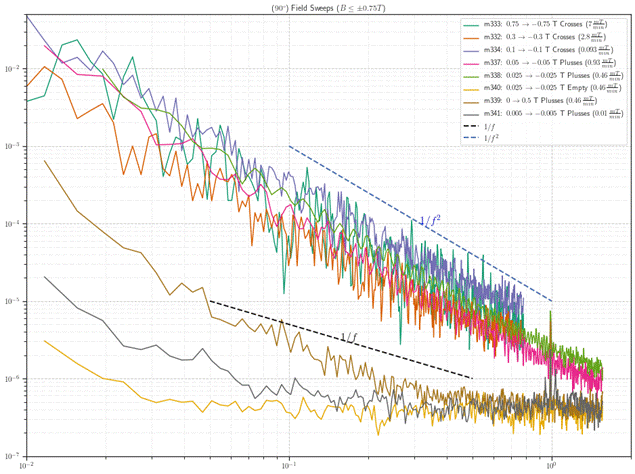 (90°) Field Sweeps (B ≤ ±0.75T)
m333: 0.75 → −0.75 T Crosses (7 mT/min)
m332: 0.3 → −0.3 T Crosses (2.8 mT/min)
m334: 0.1 → −0.1 T Crosses (0.093 mT/min)
m337: 0.05 → −0.05 T Plusses (0.93 mT/min)
m338: 0.025 → −0.025 T Plusses (0.46 mT/min)
m340: 0.025 → −0.025 T Empty (0.46 mT/min)
m339: 0 → 0.5 T Plusses (0.46 mT/min)
m341: 0.005 → −0.005 T Plusses (0.01 mT/min)
1/f
1/f²
10⁻²
10⁻³
10⁻⁴
10⁻⁵
10⁻⁶
10⁻⁷
1/f²
1/f
10⁻²
10⁻¹
10⁰